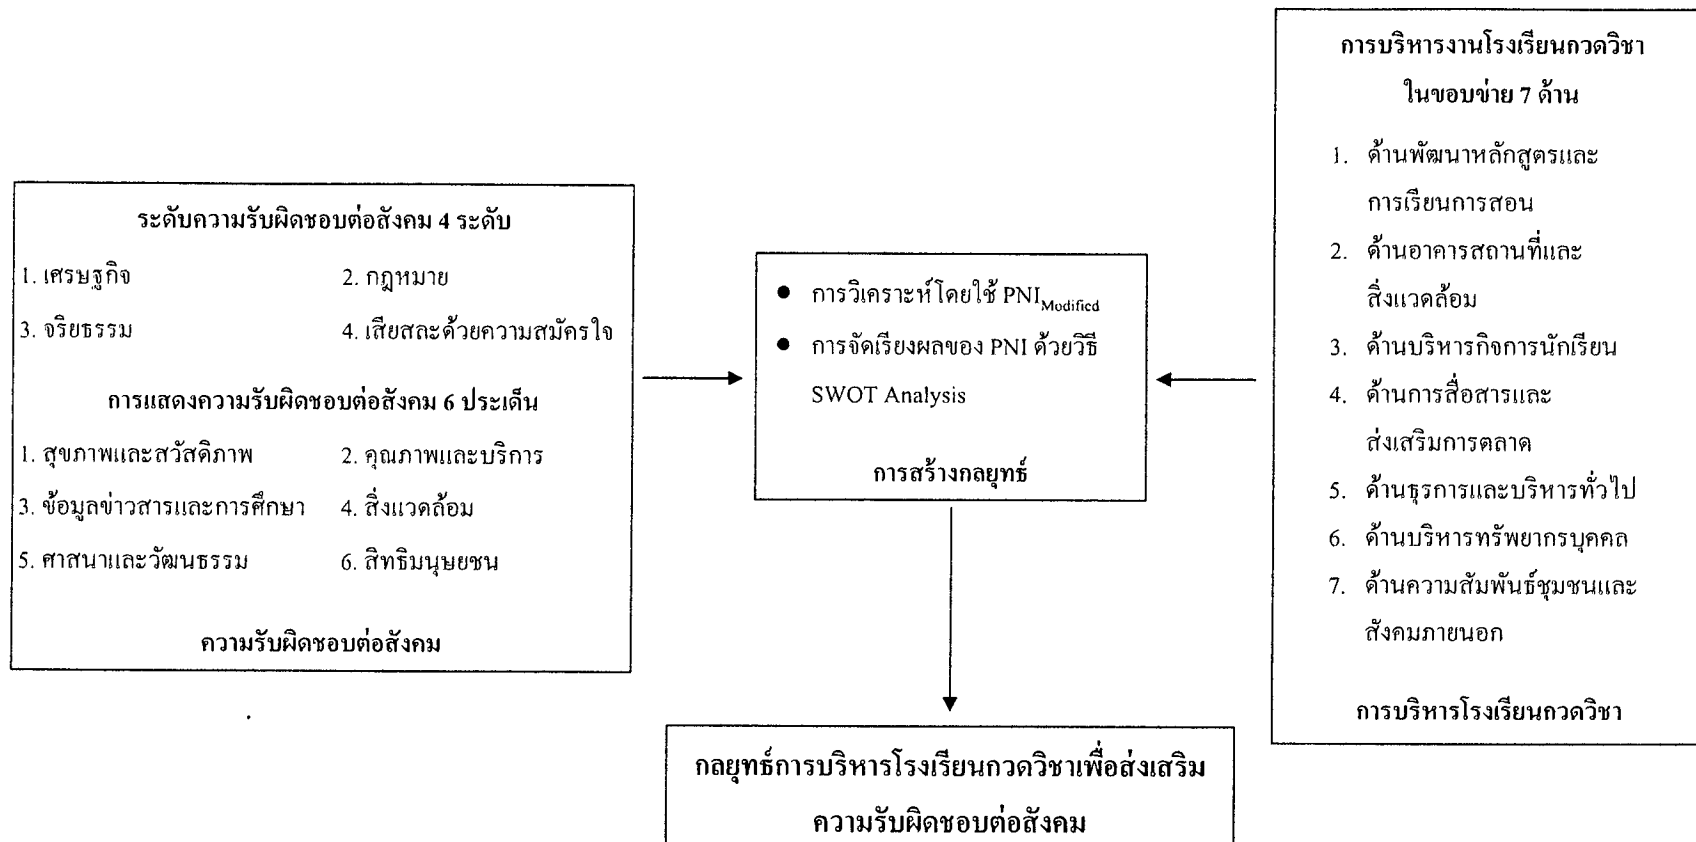 ระดับความรับผิดชอบต่อสังคม 4 ระดับ
1. เศรษฐกิจ 2. กฎหมาย
3. จริยธรรม 4. เสียสละด้วยความสมัครใจ
การแสดงความรับผิดชอบต่อสังคม 6 ประเด็น
1. สุขภาพและสวัสดิภาพ 2. คุณภาพและบริการ
3. ข้อมูลข่าวสารและการศึกษา 4. สิ่งแวดล้อม
5. ศาสนาและวัฒนธรรม 6. สิทธิมนุษยชน
ความรับผิดชอบต่อสังคม
● การวิเคราะห์โดยใช้ PNI Modified
● การจัดเรียงผลของ PNI ด้วยวิธี
SWOT Analysis
การสร้างกลยุทธ์
การบริหารงานโรงเรียนกวดวิชา
ในขอบข่าย 7 ด้าน
1. ด้านพัฒนาหลักสูตรและ
การเรียนการสอน
2. ด้านอาคารสถานที่และ
สิ่งแวดล้อม
3. ด้านบริหารกิจการนักเรียน
4. ด้านการสื่อสารและ
ส่งเสริมการตลาด
5. ด้านธุรการและบริหารทั่วไป
6. ด้านบริหารทรัพยากรบุคคล
7. ด้านความสัมพันธ์ชุมชนและ
สังคมภายนอก
การบริหารโรงเรียนกวดวิชา
กลยุทธ์การบริหารโรงเรียนกวดวิชาเพื่อส่งเสริม
ความรับผิดชอบต่อสังคม